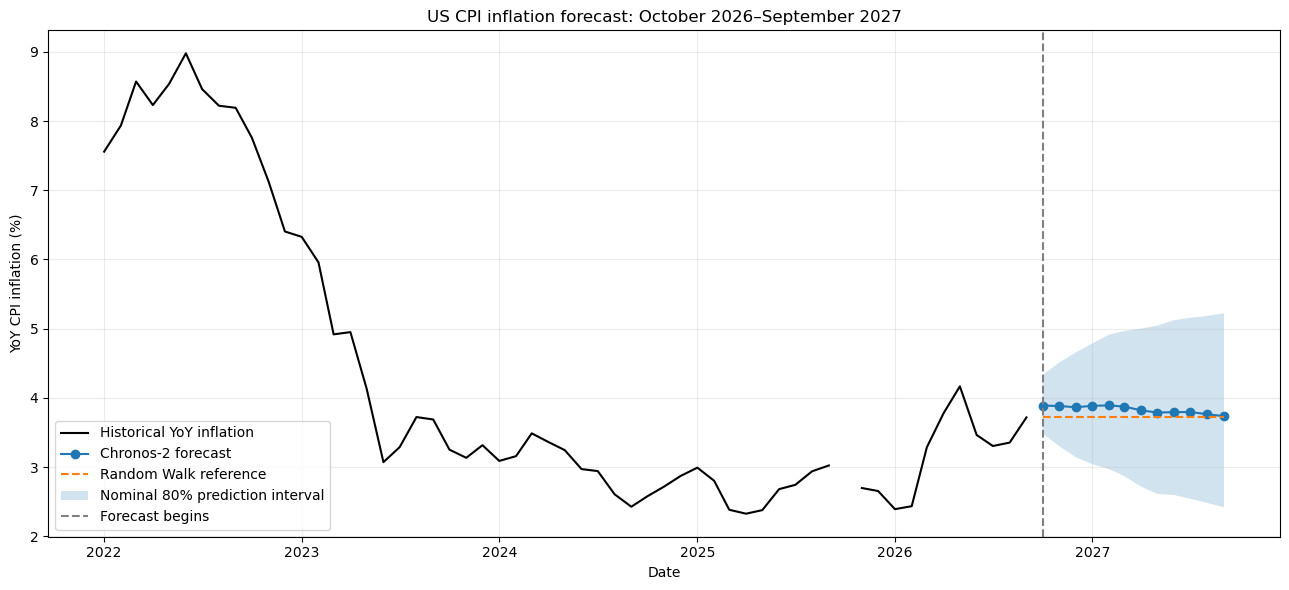 US CPI inflation forecast: October 2026–September 2027
YoY CPI inflation (%)
9
8
7
6
5
4
3
2
Historical YoY inflation
Chronos-2 forecast
Random Walk reference
Nominal 80% prediction interval
Forecast begins
2022
2023
2024
2025
2026
2027
Date